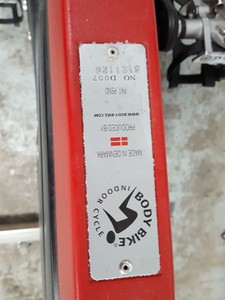 BODY BIKE®
INDOOR CYCLE
MADE IN DENMARK
PRODUCED BY
WWW.BODY-BIKE.COM
PAT. PEND
NO D007